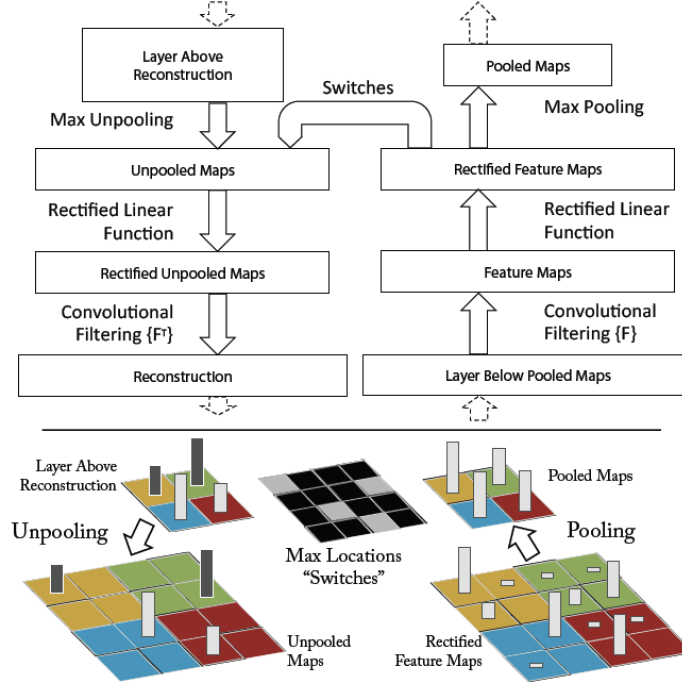 Layer Above
Reconstruction
Pooled Maps
Switches
Max Unpooling
Max Pooling
Unpooled Maps
Rectified Feature Maps
Rectified Linear
Function
Rectified Linear
Function
Rectified Unpooled Maps
Feature Maps
Convolutional
Filtering {Fᵀ}
Convolutional
Filtering {F}
Reconstruction
Layer Below Pooled Maps
Layer Above
Reconstruction
Pooled Maps
Unpooling
Pooling
Max Locations
“Switches”
Unpooled
Maps
Rectified
Feature Maps